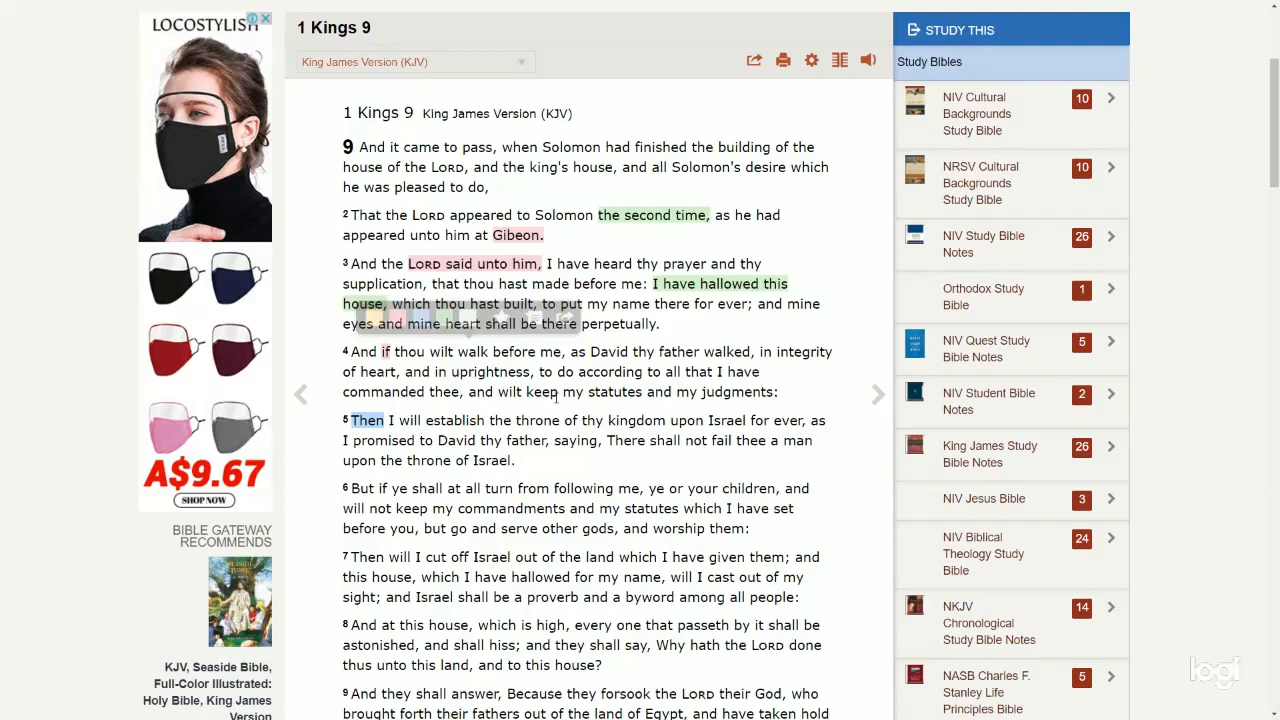 LOCOSTYLISH
A$9.67
SHOP NOW
BIBLE GATEWAY
RECOMMENDS
KJV, Seaside Bible,
Full-Color Illustrated:
Holy Bible, King James
Version
1 Kings 9
King James Version (KJV)
1 Kings 9 King James Version (KJV)
9 And it came to pass, when Solomon had finished the building of the
house of the LORD, and the king's house, and all Solomon's desire which
he was pleased to do,
2 That the LORD appeared to Solomon the second time, as he had
appeared unto him at Gibeon.
3 And the LORD said unto him, I have heard thy prayer and thy
supplication, that thou hast made before me: I have hallowed this
house, which thou hast built, to put my name there for ever; and mine
eyes and mine heart shall be there perpetually.
4 And if thou wilt walk before me, as David thy father walked, in integrity
of heart, and in uprightness, to do according to all that I have
commanded thee, and wilt keep my statutes and my judgments:
5 Then I will establish the throne of thy kingdom upon Israel for ever, as
I promised to David thy father, saying, There shall not fail thee a man
upon the throne of Israel.
6 But if ye shall at all turn from following me, ye or your children, and
will not keep my commandments and my statutes which I have set
before you, but go and serve other gods, and worship them:
7 Then will I cut off Israel out of the land which I have given them; and
this house, which I have hallowed for my name, will I cast out of my
sight; and Israel shall be a proverb and a byword among all people:
8 And at this house, which is high, every one that passeth by it shall be
astonished, and shall hiss; and they shall say, Why hath the LORD done
thus unto this land, and to this house?
9 And they shall answer, Because they forsook the LORD their God, who
brought forth their fathers out of the land of Egypt, and have taken hold
STUDY THIS
Study Bibles
NIV Cultural
Backgrounds
Study Bible
10
NRSV Cultural
Backgrounds
Study Bible
10
NIV Study Bible
Notes
26
Orthodox Study
Bible
1
NIV Quest Study
Bible Notes
5
NIV Student Bible
Notes
2
King James Study
Bible Notes
26
NIV Jesus Bible
3
NIV Biblical
Theology Study
Bible
24
NKJV
Chronological
Study Bible Notes
14
NASB Charles F.
Stanley Life
Principles Bible
5
logi